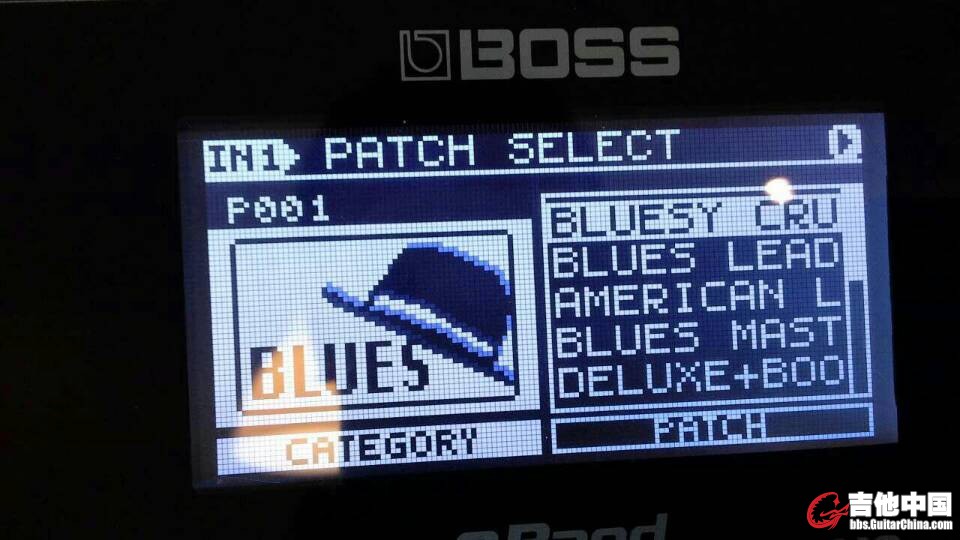 BOSS
IN1 PATCH SELECT
P001
BLUES
CATEGORY
BLUESY CRU
BLUES LEAD
AMERICAN L
BLUES MAST
DELUXE+BOO
PATCH
吉他中国
bbs.GuitarChina.com